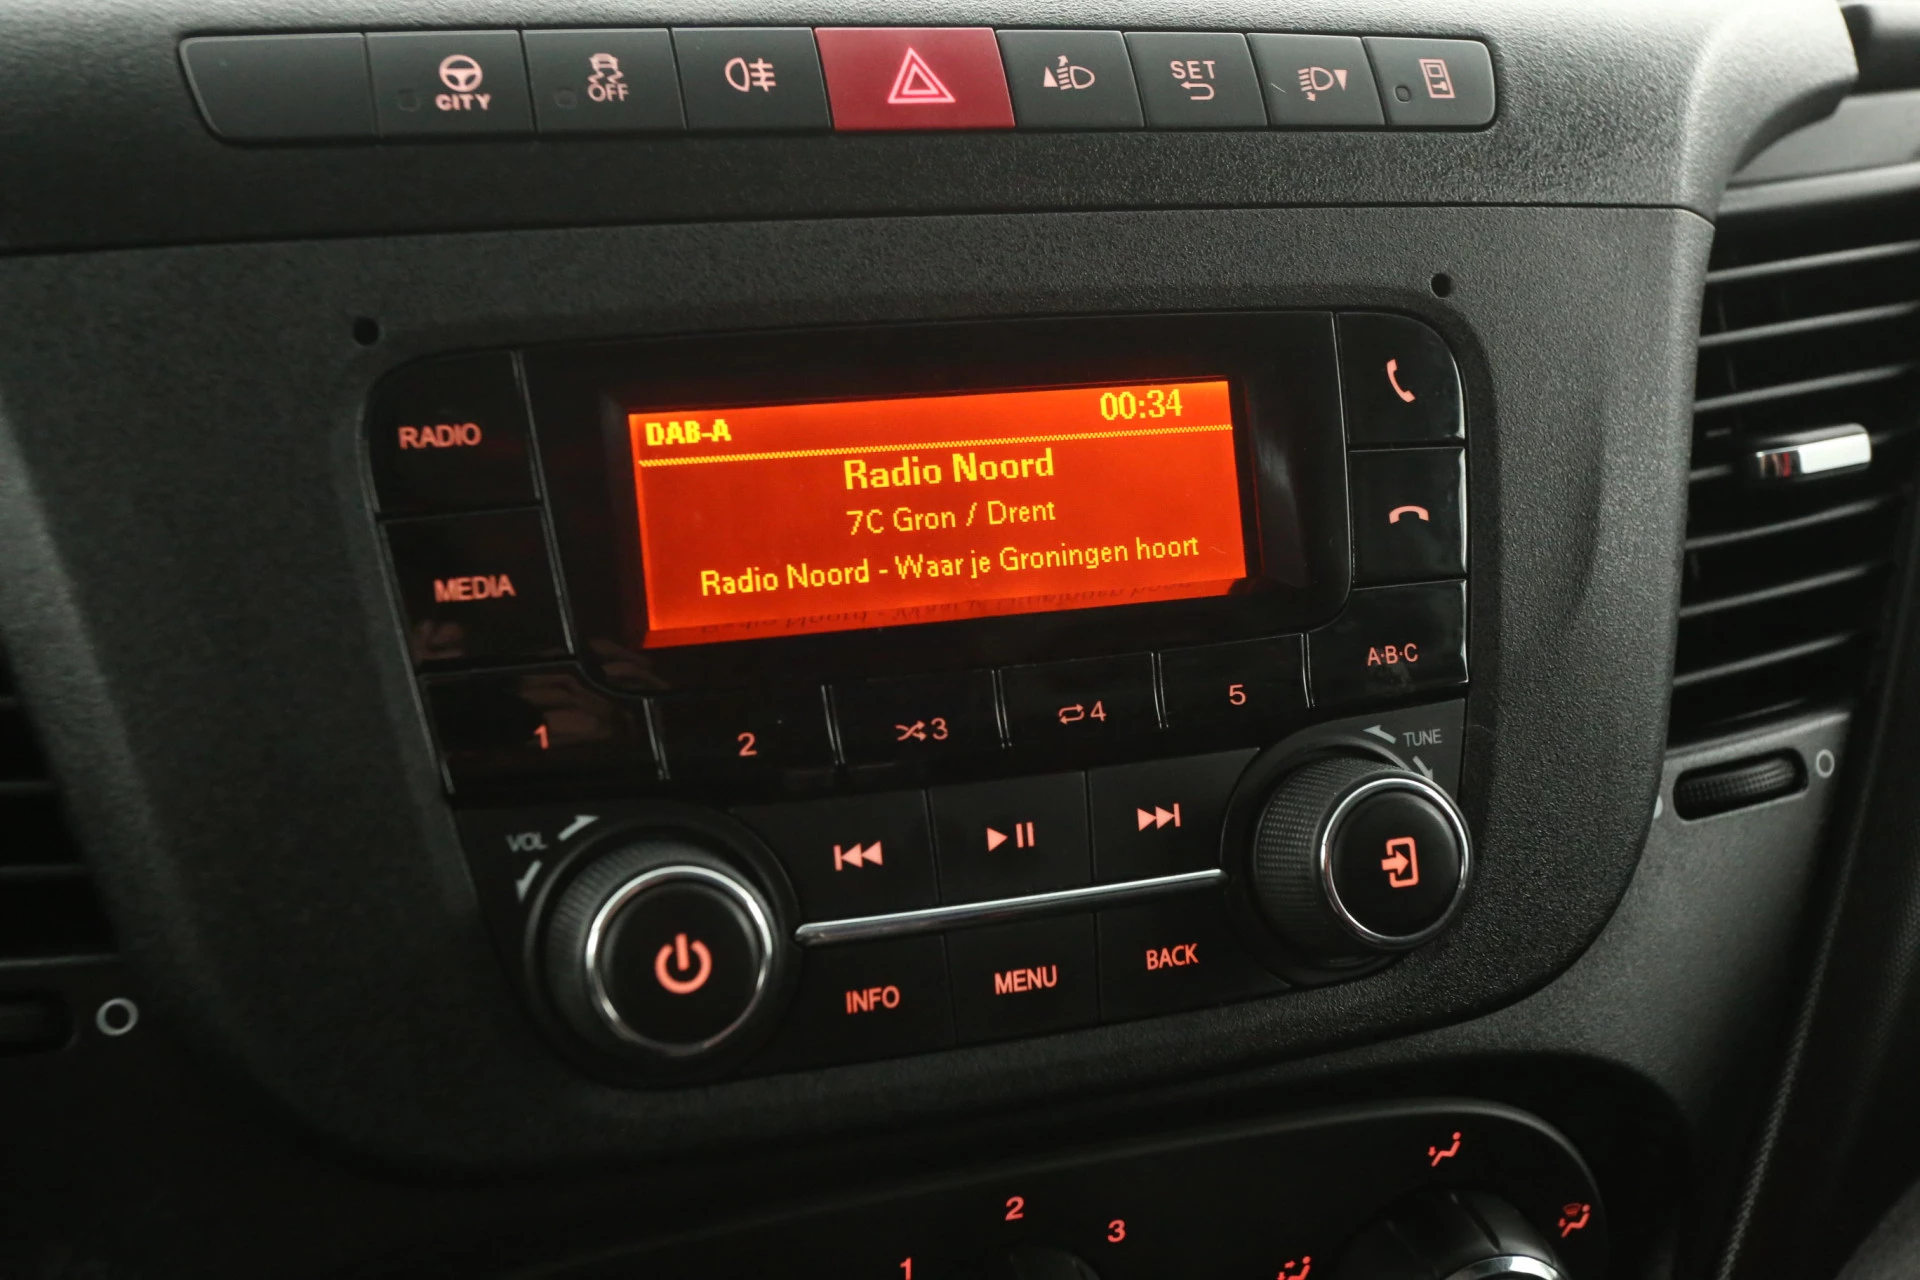 CITY
OFF
SET
RADIO
MEDIA
DAB-A 00:34
Radio Noord
7C Gron / Drent
Radio Noord - Waar je Groningen hoort
A·B·C
1
2
3
4
5
VOL
TUNE
INFO
MENU
BACK
1
2
3